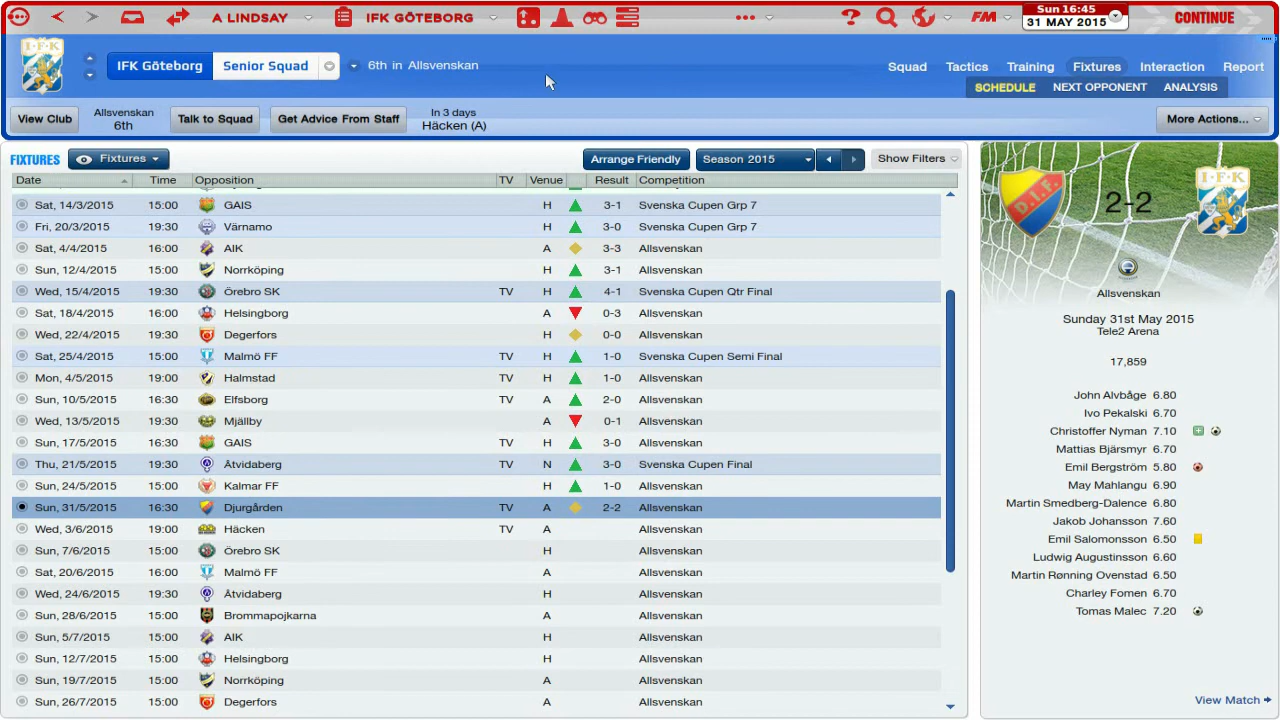 A LINDSAY
IFK GÖTEBORG
FM
Sun 16:45
31 MAY 2015
CONTINUE
IFK Göteborg
Senior Squad
6th in Allsvenskan
Squad
Tactics
Training
Fixtures
Interaction
Report
SCHEDULE
NEXT OPPONENT
ANALYSIS
View Club
Allsvenskan
6th
Talk to Squad
Get Advice From Staff
In 3 days
Häcken (A)
More Actions...
FIXTURES
Fixtures
Arrange Friendly
Season 2015
Show Filters
Date Time Opposition TV Venue Result Competition
Sat, 14/3/2015 15:00 GAIS H 3-1 Svenska Cupen Grp 7
Fri, 20/3/2015 19:30 Värnamo H 3-0 Svenska Cupen Grp 7
Sat, 4/4/2015 16:00 AIK A 3-3 Allsvenskan
Sun, 12/4/2015 15:00 Norrköping H 3-1 Allsvenskan
Wed, 15/4/2015 19:30 Örebro SK TV H 4-1 Svenska Cupen Qtr Final
Sat, 18/4/2015 16:00 Helsingborg A 0-3 Allsvenskan
Wed, 22/4/2015 19:30 Degerfors H 0-0 Allsvenskan
Sat, 25/4/2015 15:00 Malmö FF TV H 1-0 Svenska Cupen Semi Final
Mon, 4/5/2015 19:00 Halmstad TV H 1-0 Allsvenskan
Sun, 10/5/2015 16:30 Elfsborg TV A 2-0 Allsvenskan
Wed, 13/5/2015 19:30 Mjällby A 0-1 Allsvenskan
Sun, 17/5/2015 16:30 GAIS TV H 3-0 Allsvenskan
Thu, 21/5/2015 19:30 Åtvidaberg TV N 3-0 Svenska Cupen Final
Sun, 24/5/2015 15:00 Kalmar FF H 1-0 Allsvenskan
Sun, 31/5/2015 16:30 Djurgården TV A 2-2 Allsvenskan
Wed, 3/6/2015 19:00 Häcken TV A Allsvenskan
Sun, 7/6/2015 15:00 Örebro SK H Allsvenskan
Sat, 20/6/2015 16:00 Malmö FF A Allsvenskan
Wed, 24/6/2015 19:30 Åtvidaberg H Allsvenskan
Sun, 28/6/2015 15:00 Brommapojkarna A Allsvenskan
Sun, 5/7/2015 15:00 AIK H Allsvenskan
Sun, 12/7/2015 15:00 Helsingborg H Allsvenskan
Sun, 19/7/2015 15:00 Norrköping A Allsvenskan
Sun, 26/7/2015 15:00 Degerfors A Allsvenskan
D.I.F.
2-2
I.F.K
Allsvenskan
Sunday 31st May 2015
Tele2 Arena
17,859
John Alvbåge 6.80
Ivo Pekalski 6.70
Christoffer Nyman 7.10
Mattias Bjärsmyr 6.70
Emil Bergström 5.80
May Mahlangu 6.90
Martin Smedberg-Dalence 6.80
Jakob Johansson 7.60
Emil Salomonsson 6.50
Ludwig Augustinsson 6.60
Martin Rønning Ovenstad 6.50
Charley Fomen 6.70
Tomas Malec 7.20
View Match